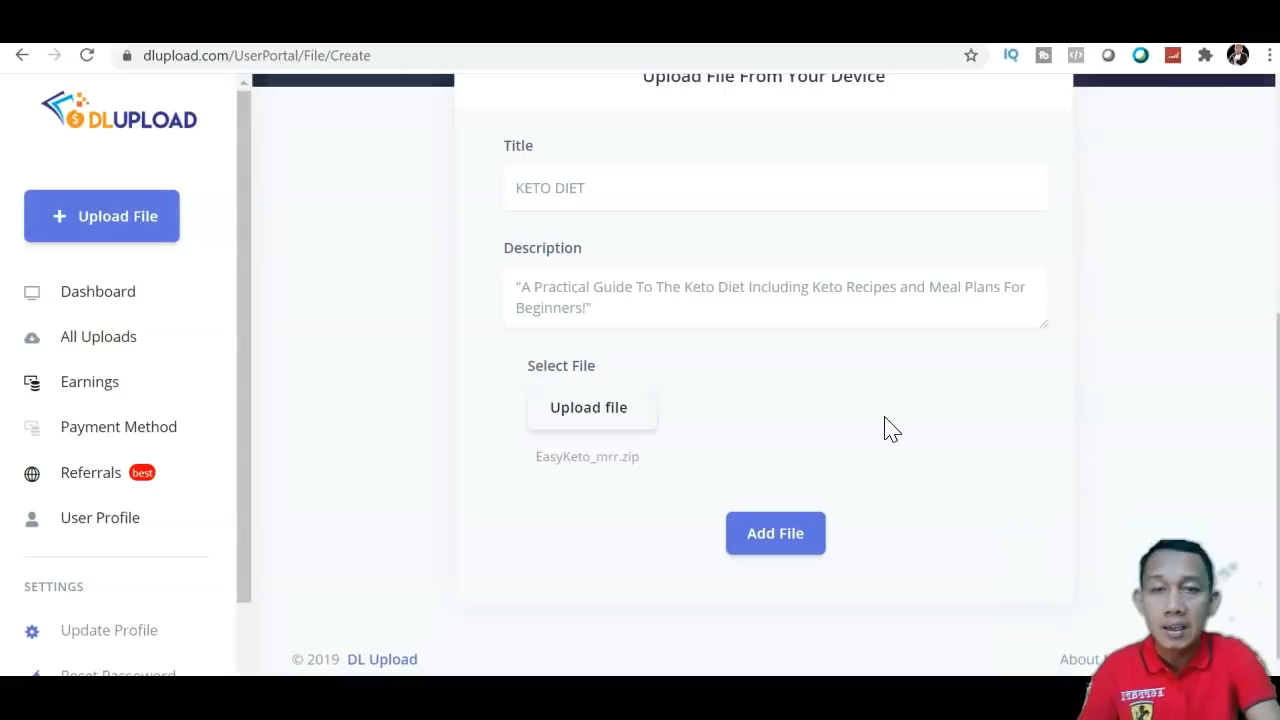 dlupload.com/UserPortal/File/Create
DLUPLOAD
Upload File
Dashboard
All Uploads
Earnings
Payment Method
Referrals best
User Profile
SETTINGS
Update Profile
Reset Password
Upload File From Your Device
Title
KETO DIET
Description
"A Practical Guide To The Keto Diet Including Keto Recipes and Meal Plans For
Beginners!"
Select File
Upload file
EasyKeto_mrr.zip
Add File
© 2019 DL Upload
About